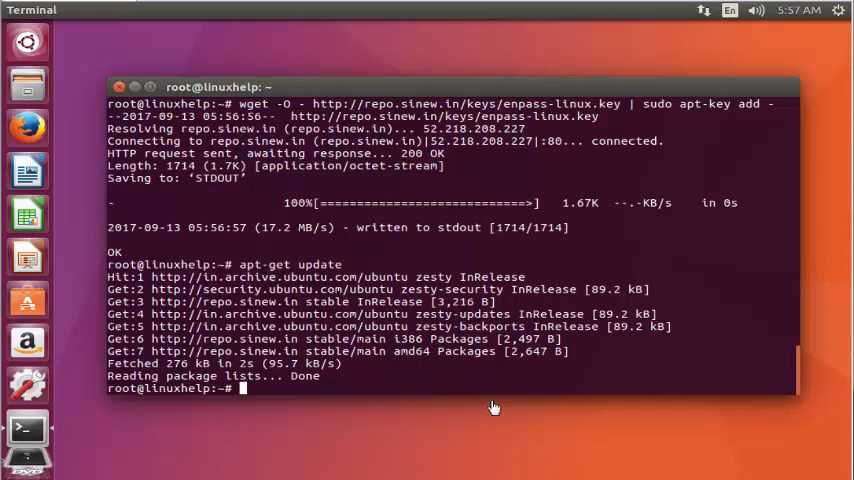 Terminal
En
5:57 AM
root@linuxhelp: ~
root@linuxhelp:~# wget -O - http://repo.sinew.in/keys/enpass-linux.key | sudo apt-key add -
--2017-09-13 05:56:56--  http://repo.sinew.in/keys/enpass-linux.key
Resolving repo.sinew.in (repo.sinew.in)... 52.218.208.227
Connecting to repo.sinew.in (repo.sinew.in)|52.218.208.227|:80... connected.
HTTP request sent, awaiting response... 200 OK
Length: 1714 (1.7K) [application/octet-stream]
Saving to: ‘STDOUT’
-                   100%[===========================>]   1.67K  --.-KB/s    in 0s
2017-09-13 05:56:57 (17.2 MB/s) - written to stdout [1714/1714]
OK
root@linuxhelp:~# apt-get update
Hit:1 http://in.archive.ubuntu.com/ubuntu zesty InRelease
Get:2 http://security.ubuntu.com/ubuntu zesty-security InRelease [89.2 kB]
Get:3 http://repo.sinew.in stable InRelease [3,216 B]
Get:4 http://in.archive.ubuntu.com/ubuntu zesty-updates InRelease [89.2 kB]
Get:5 http://in.archive.ubuntu.com/ubuntu zesty-backports InRelease [89.2 kB]
Get:6 http://repo.sinew.in stable/main i386 Packages [2,497 B]
Get:7 http://repo.sinew.in stable/main amd64 Packages [2,647 B]
Fetched 276 kB in 2s (95.7 kB/s)
Reading package lists... Done
root@linuxhelp:~#
DVD